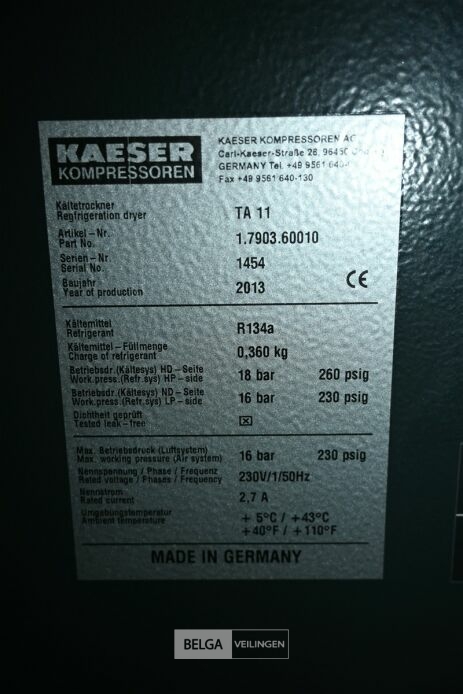 KAESER
KOMPRESSOREN
KAESER KOMPRESSOREN AG
Carl-Kaeser-Straße 26, 96450
GERMANY Tel. +49 9561 640-
Fax +49 9561 640-130
Kältetrockner
Regfrigeration dryer TA 11
Artikel-Nr.
Part No. 1.7903.60010
Serien-Nr.
Serial No. 1454
Baujahr
Year of production 2013 CE
Kältemittel
Refrigerant R134a
Kältemittel-Füllmenge
Charge of refrigerant 0,360 kg
Betriebsdr.(Kältesys) HD-Seite
Work.press.(Refr.sys) HP-side 18 bar 260 psig
Betriebsdr.(Kältesys) ND-Seite
Work.press.(Refr.sys) LP-side 16 bar 230 psig
Dichtheit geprüft
Tested leak-free ☒
Max. Betriebsdruck (Luftsystem)
Max. working pressure (Air system) 16 bar 230 psig
Nennspannung / Phase / Frequenz
Rated voltage / Phases / Frequency 230V/1/50Hz
Nennstrom
Rated current 2,7 A
Umgebungstemperatur
Ambient temperature + 5°C / +43°C
+40°F / +110°F
MADE IN GERMANY
BELGA VEILINGEN